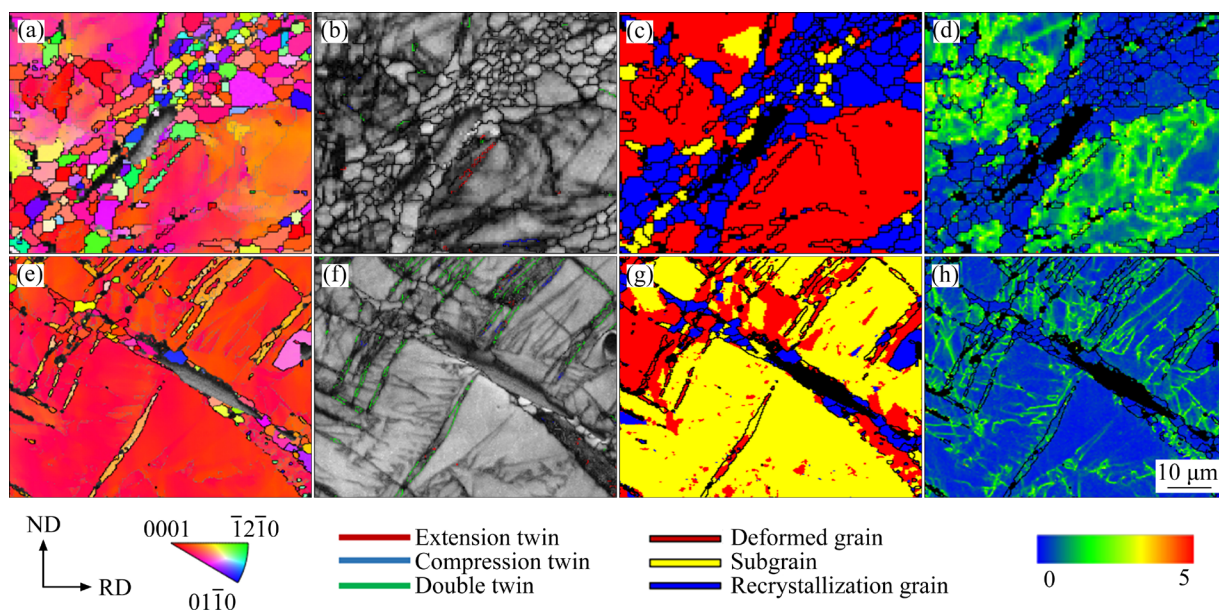 (a) (b) (c) (d)
(e) (f) (g) (h)
10 μm
ND
RD
0001 1̄21̄0
011̄0
Extension twin
Compression twin
Double twin
Deformed grain
Subgrain
Recrystallization grain
0 5